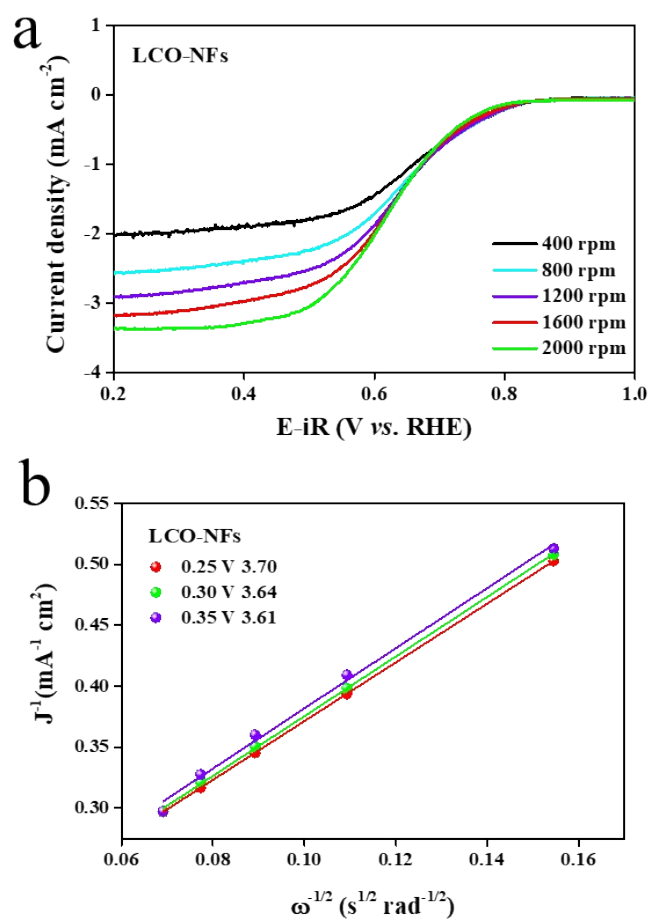 a
LCO-NFs
1
0
-1
-2
-3
-4
0.2
0.4
0.6
0.8
1.0
Current density (mA cm⁻²)
E-iR (V vs. RHE)
400 rpm
800 rpm
1200 rpm
1600 rpm
2000 rpm
b
LCO-NFs
0.25 V 3.70
0.30 V 3.64
0.35 V 3.61
0.55
0.50
0.45
0.40
0.35
0.30
0.06
0.08
0.10
0.12
0.14
0.16
J⁻¹(mA⁻¹ cm²)
ω⁻¹/² (s¹/² rad⁻¹/²)